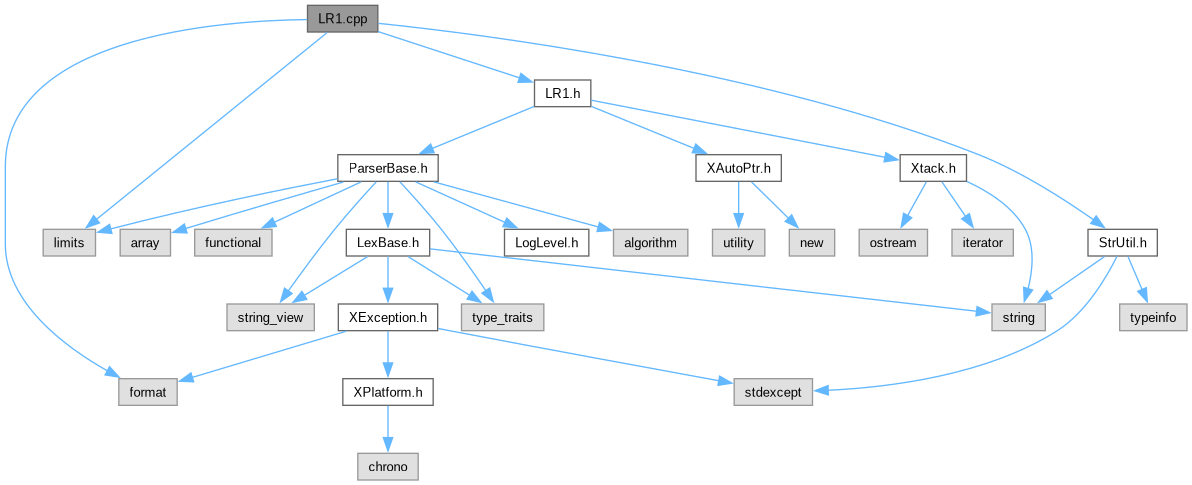 LR1.cpp
LR1.h
ParserBase.h
XAutoPtr.h
Xtack.h
limits
array
functional
LexBase.h
LogLevel.h
algorithm
utility
new
ostream
iterator
StrUtil.h
string_view
XException.h
type_traits
string
typeinfo
format
XPlatform.h
stdexcept
chrono